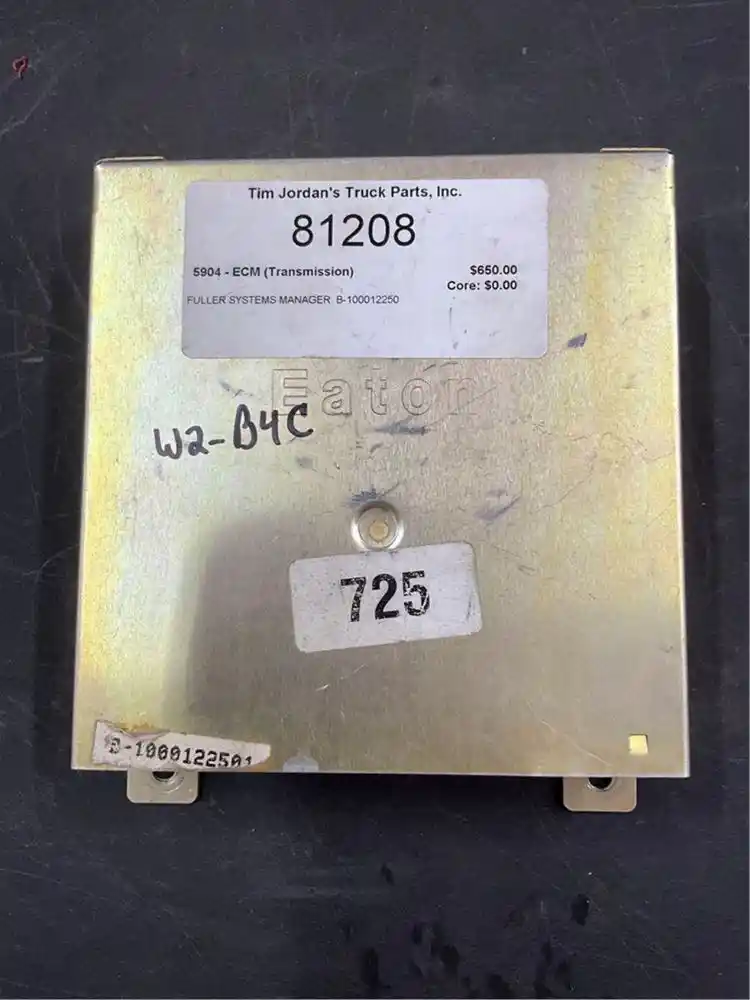 Tim Jordan's Truck Parts, Inc.
81208
5904 - ECM (Transmission) $650.00
Core: $0.00
FULLER SYSTEMS MANAGER B-100012250
Eaton
W2-B4C
725
B-1000122501